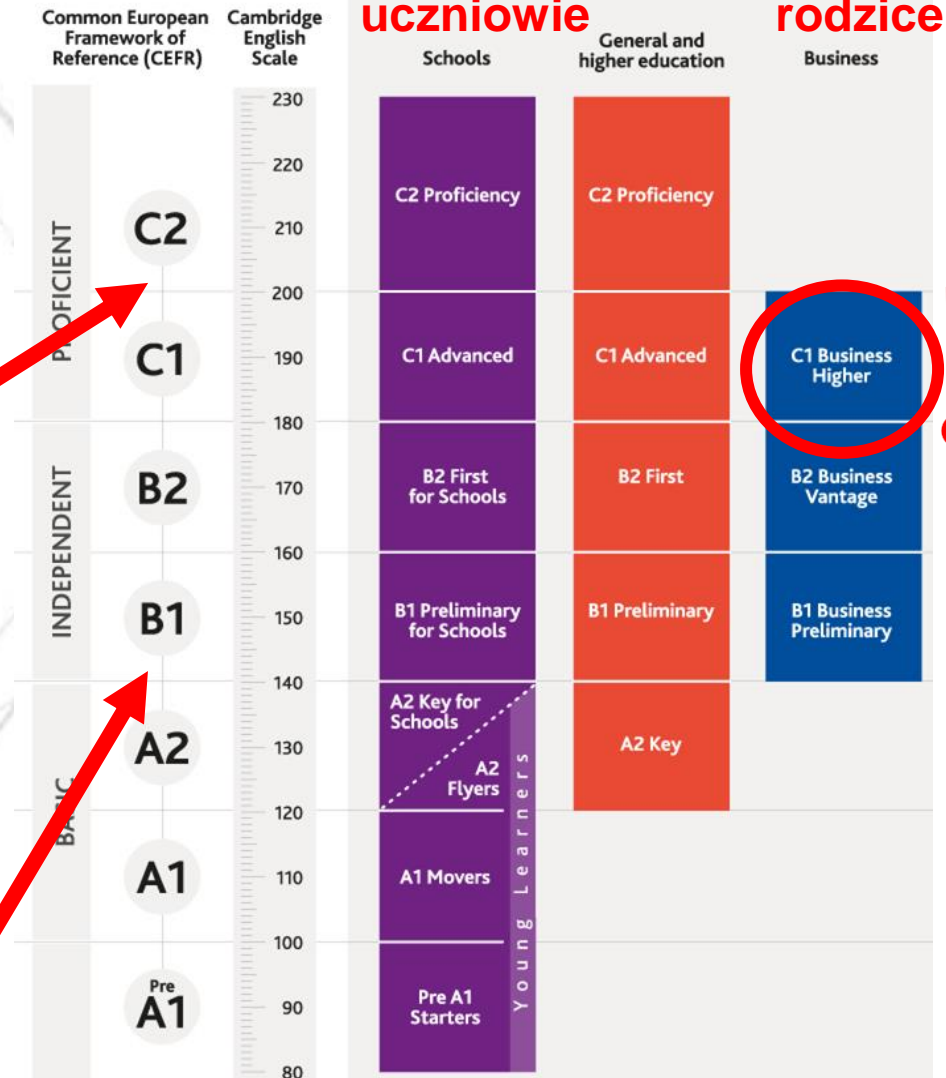 uczniowie
rodzice
Common European
Framework of
Reference (CEFR)
Cambridge
English
Scale
Schools
General and
higher education
Business
PROFICIENT
INDEPENDENT
BASIC
C2
C1
B2
B1
A2
A1
Pre
A1
230
220
210
200
190
180
170
160
150
140
130
120
110
100
90
80
C2 Proficiency
C1 Advanced
B2 First
for Schools
B1 Preliminary
for Schools
A2 Key for
Schools
A2
Flyers
A1 Movers
Pre A1
Starters
Young Learners
C2 Proficiency
C1 Advanced
B2 First
B1 Preliminary
A2 Key
C1 Business
Higher
B2 Business
Vantage
B1 Business
Preliminary